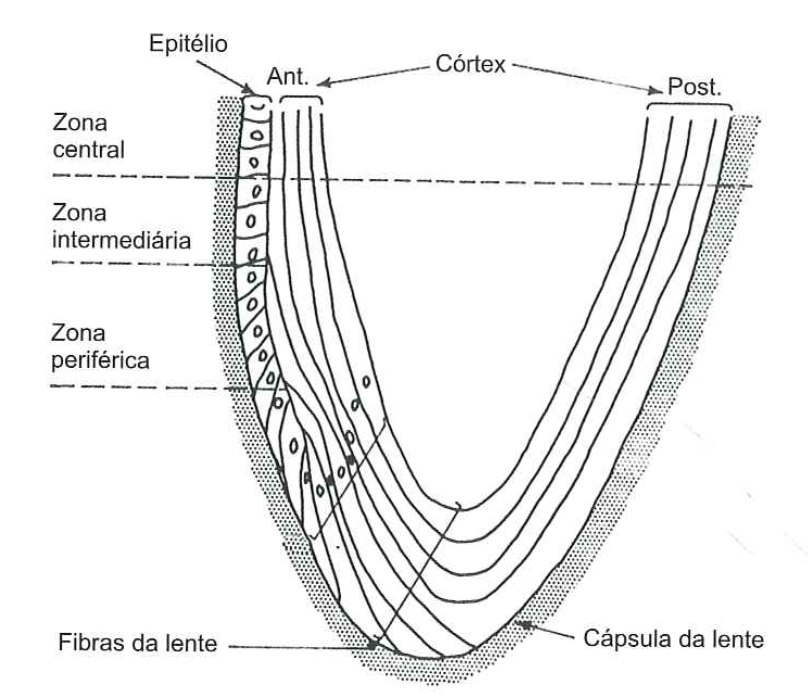 Epitélio
Ant.
Córtex
Post.
Zona
central
Zona
intermediária
Zona
periférica
Fibras da lente
Cápsula da lente